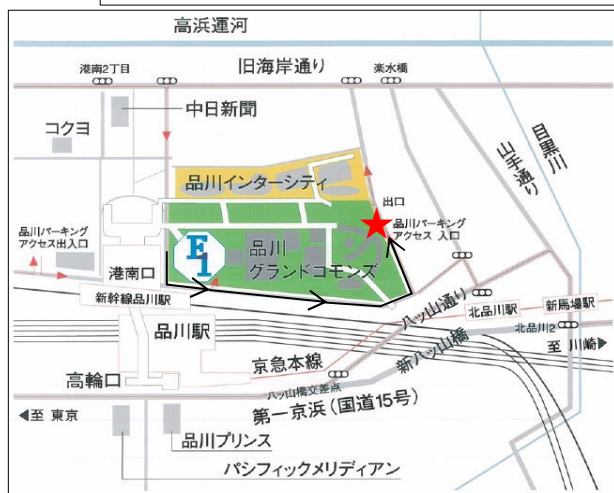 高浜運河
港南2丁目
旧海岸通り
楽水橋
中日新聞
コクヨ
目黒川
山手通り
品川インターシティ
出口
品川パーキング
アクセス 入口
品川パーキング
アクセス出入口
E
1
品川
グランドコモンズ
港南口
新幹線品川駅
八ッ山通り
北品川駅
新馬場駅
品川駅
新八ッ山橋
北品川2
至 川崎▶
京急本線
高輪口
八ッ山橋交差点
第一京浜(国道15号)
◀至 東京
品川プリンス
パシフィックメリディアン